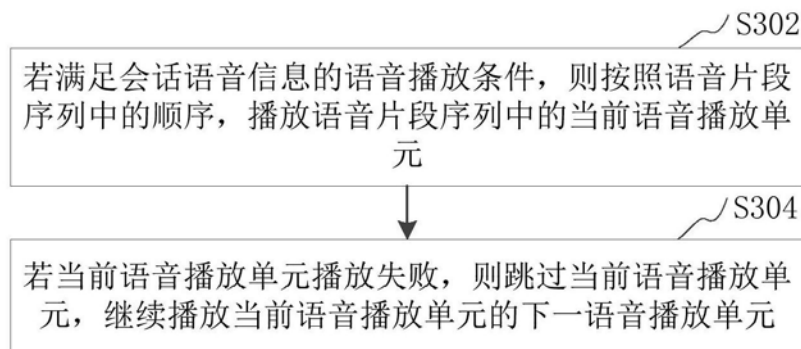 S302
若满足会话语音信息的语音播放条件，则按照语音片段
序列中的顺序，播放语音片段序列中的当前语音播放单
元
S304
若当前语音播放单元播放失败，则跳过当前语音播放单
元，继续播放当前语音播放单元的下一语音播放单元